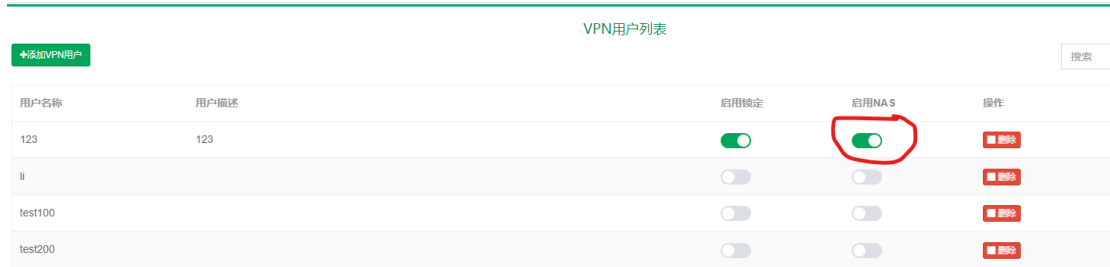 VPN用户列表
+添加VPN用户
搜索
用户名称 用户描述 启用锁定 启用NAS 操作
123 123 删除
li 删除
test100 删除
test200 删除